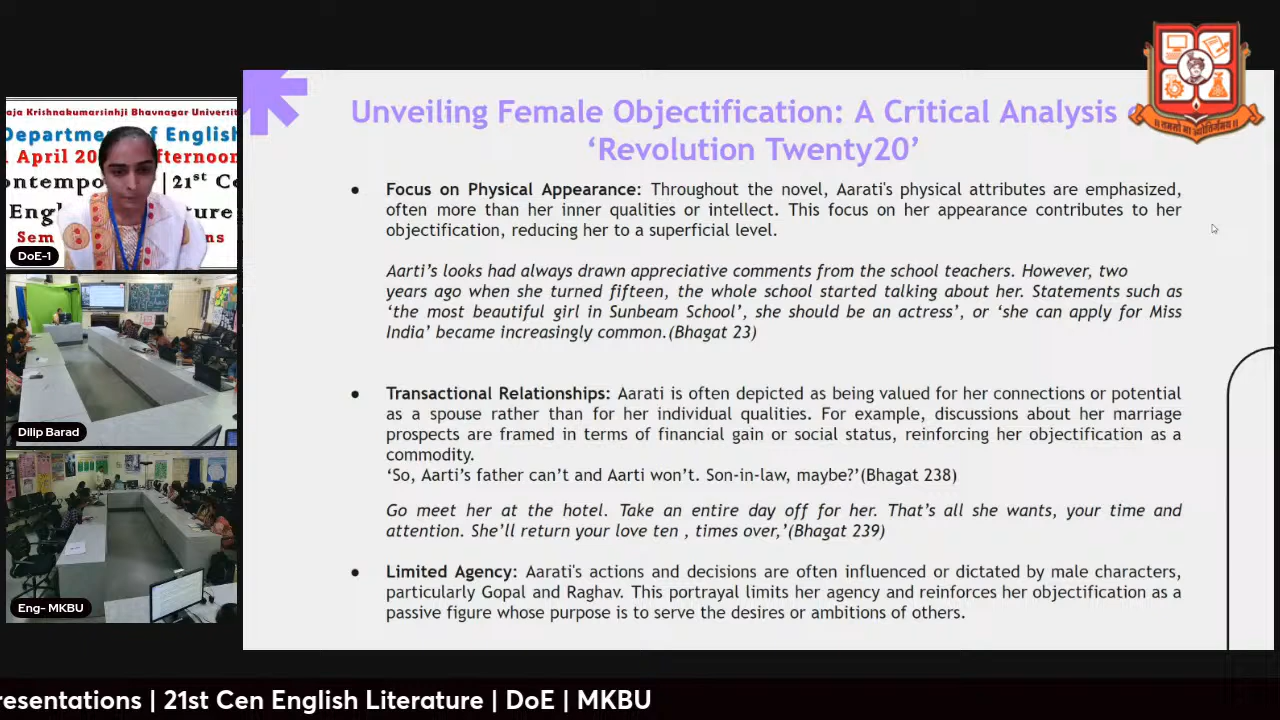 aja Krishnakumarsinhji Bhavnagar Universit
Department of English
April 20
fternoon
21st Ce
Eng
DoE-1
Dilip Barad
Eng- MKBU
Unveiling Female Objectification: A Critical Analysis
‘Revolution Twenty20’
● Focus on Physical Appearance: Throughout the novel, Aarati's physical attributes are emphasized,
often more than her inner qualities or intellect. This focus on her appearance contributes to her
objectification, reducing her to a superficial level.
Aarti’s looks had always drawn appreciative comments from the school teachers. However, two
years ago when she turned fifteen, the whole school started talking about her. Statements such as
‘the most beautiful girl in Sunbeam School’, she should be an actress’, or ‘she can apply for Miss
India’ became increasingly common.(Bhagat 23)
● Transactional Relationships: Aarati is often depicted as being valued for her connections or potential
as a spouse rather than for her individual qualities. For example, discussions about her marriage
prospects are framed in terms of financial gain or social status, reinforcing her objectification as a
commodity.
‘So, Aarti’s father can’t and Aarti won’t. Son-in-law, maybe?’(Bhagat 238)
Go meet her at the hotel. Take an entire day off for her. That’s all she wants, your time and
attention. She’ll return your love ten , times over,’(Bhagat 239)
● Limited Agency: Aarati's actions and decisions are often influenced or dictated by male characters,
particularly Gopal and Raghav. This portrayal limits her agency and reinforces her objectification as a
passive figure whose purpose is to serve the desires or ambitions of others.
resentations | 21st Cen English Literature | DoE | MKBU